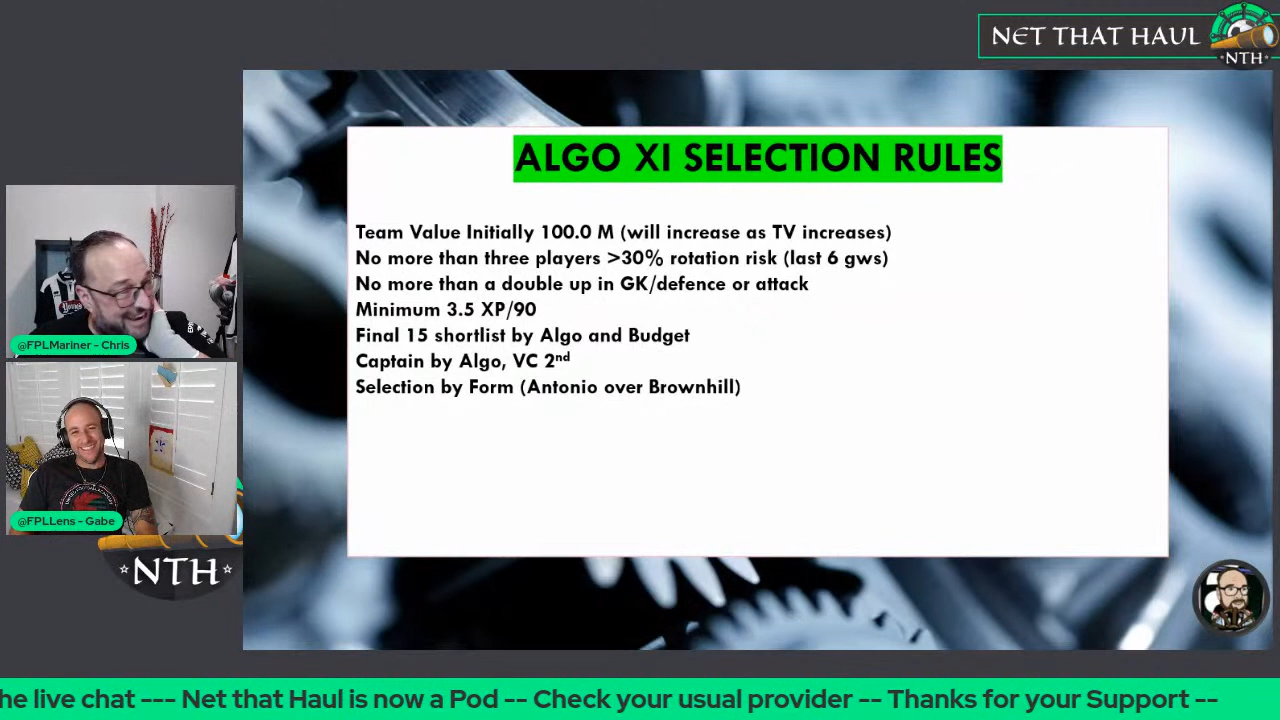 NET THAT HAUL
NTH
ALGO XI SELECTION RULES
Team Value Initially 100.0 M (will increase as TV increases)
No more than three players >30% rotation risk (last 6 gws)
No more than a double up in GK/defence or attack
Minimum 3.5 XP/90
Final 15 shortlist by Algo and Budget
Captain by Algo, VC 2nd
Selection by Form (Antonio over Brownhill)
@FPLMariner - Chris
@FPLLens - Gabe
NTH
he live chat --- Net that Haul is now a Pod -- Check your usual provider -- Thanks for your Support --